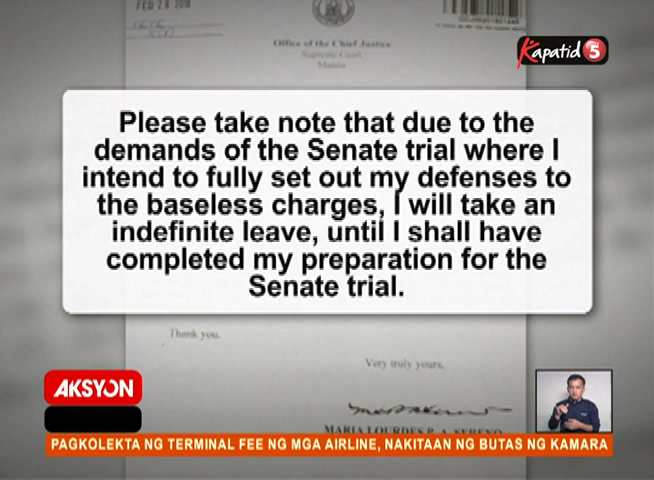 FEB 28 2018
Office of the Chief Justice
Supreme Court
Manila
Kapatid 5
Please take note that due to the
demands of the Senate trial where I
intend to fully set out my defenses to
the baseless charges, I will take an
indefinite leave, until I shall have
completed my preparation for the
Senate trial.
Thank you.
Very truly yours,
MARIA LOURDES P. A. SERENO
AKSYON
PAGKOLEKTA NG TERMINAL FEE NG MGA AIRLINE, NAKITAAN NG BUTAS NG KAMARA